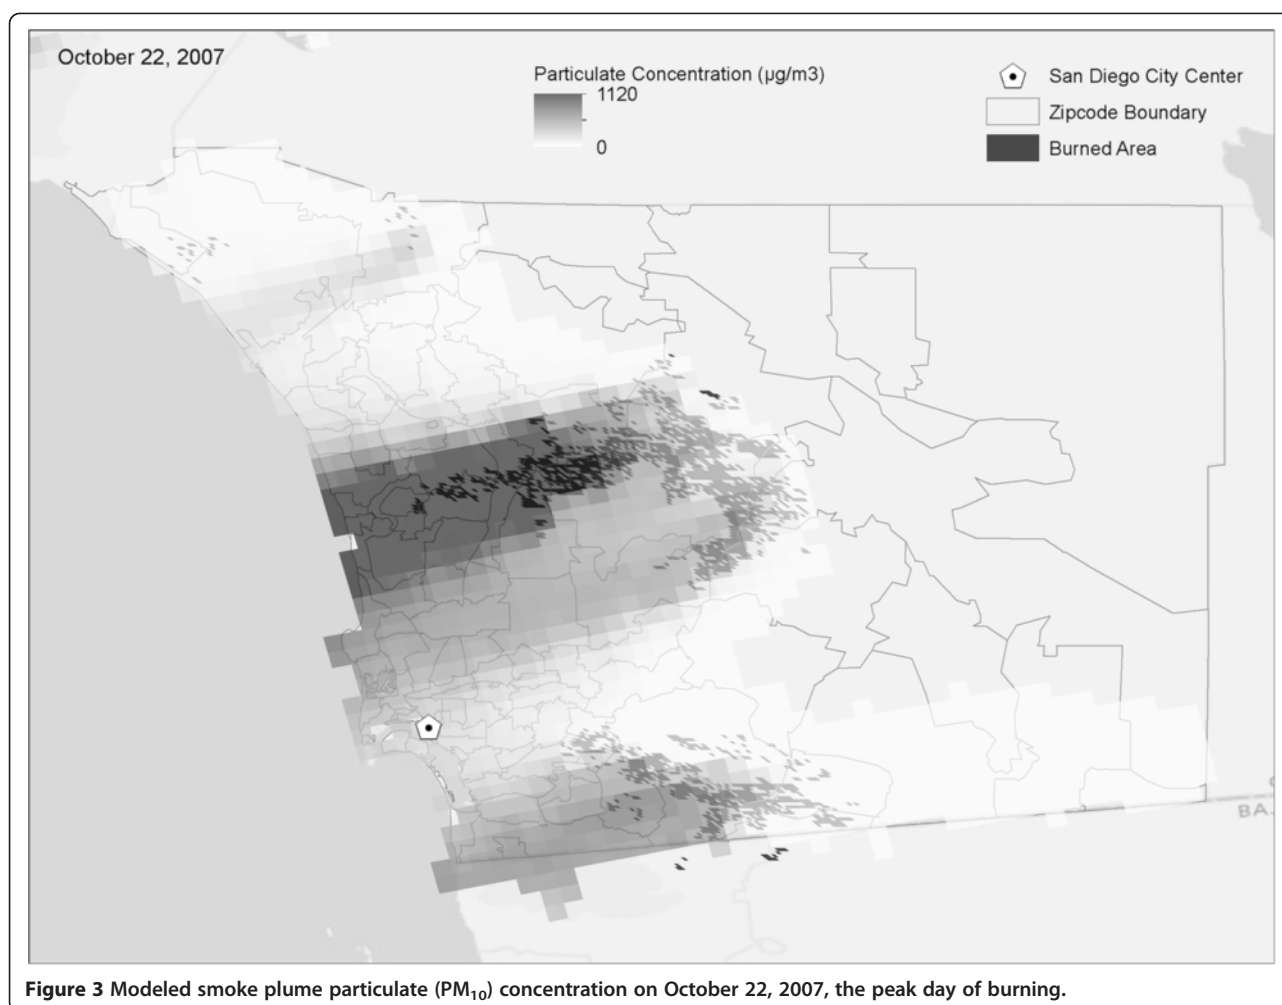 October 22, 2007
Particulate Concentration (µg/m3)
1120
0
San Diego City Center
Zipcode Boundary
Burned Area
BA.
Figure 3 Modeled smoke plume particulate (PM10) concentration on October 22, 2007, the peak day of burning.